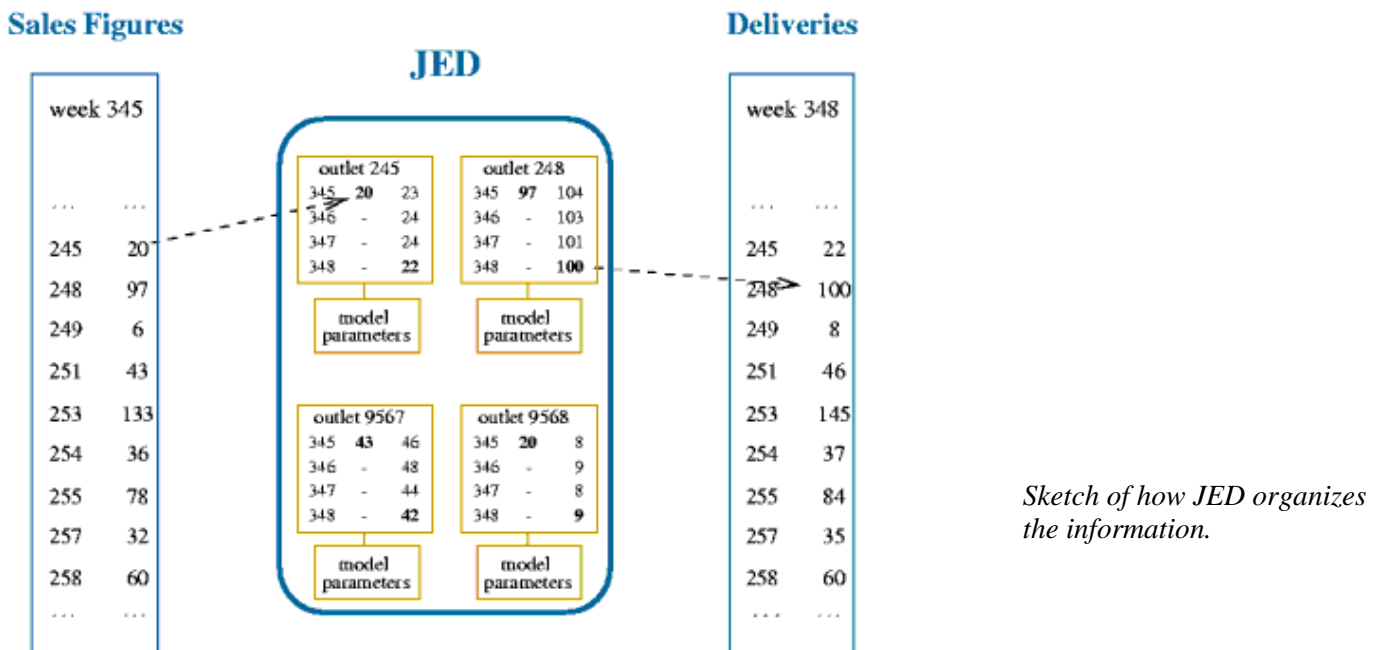 Sales Figures
week 345
... ...
245 20
248 97
249 6
251 43
253 133
254 36
255 78
257 32
258 60
... ...
JED
outlet 245
345 20 23
346 - 24
347 - 24
348 - 22
model
parameters
outlet 248
345 97 104
346 - 103
347 - 101
348 - 100
model
parameters
outlet 9567
345 43 46
346 - 48
347 - 44
348 - 42
model
parameters
outlet 9568
345 20 8
346 - 9
347 - 8
348 - 9
model
parameters
Deliveries
week 348
... ...
245 22
248 100
249 8
251 46
253 145
254 37
255 84
257 35
258 60
... ...
Sketch of how JED organizes
the information.